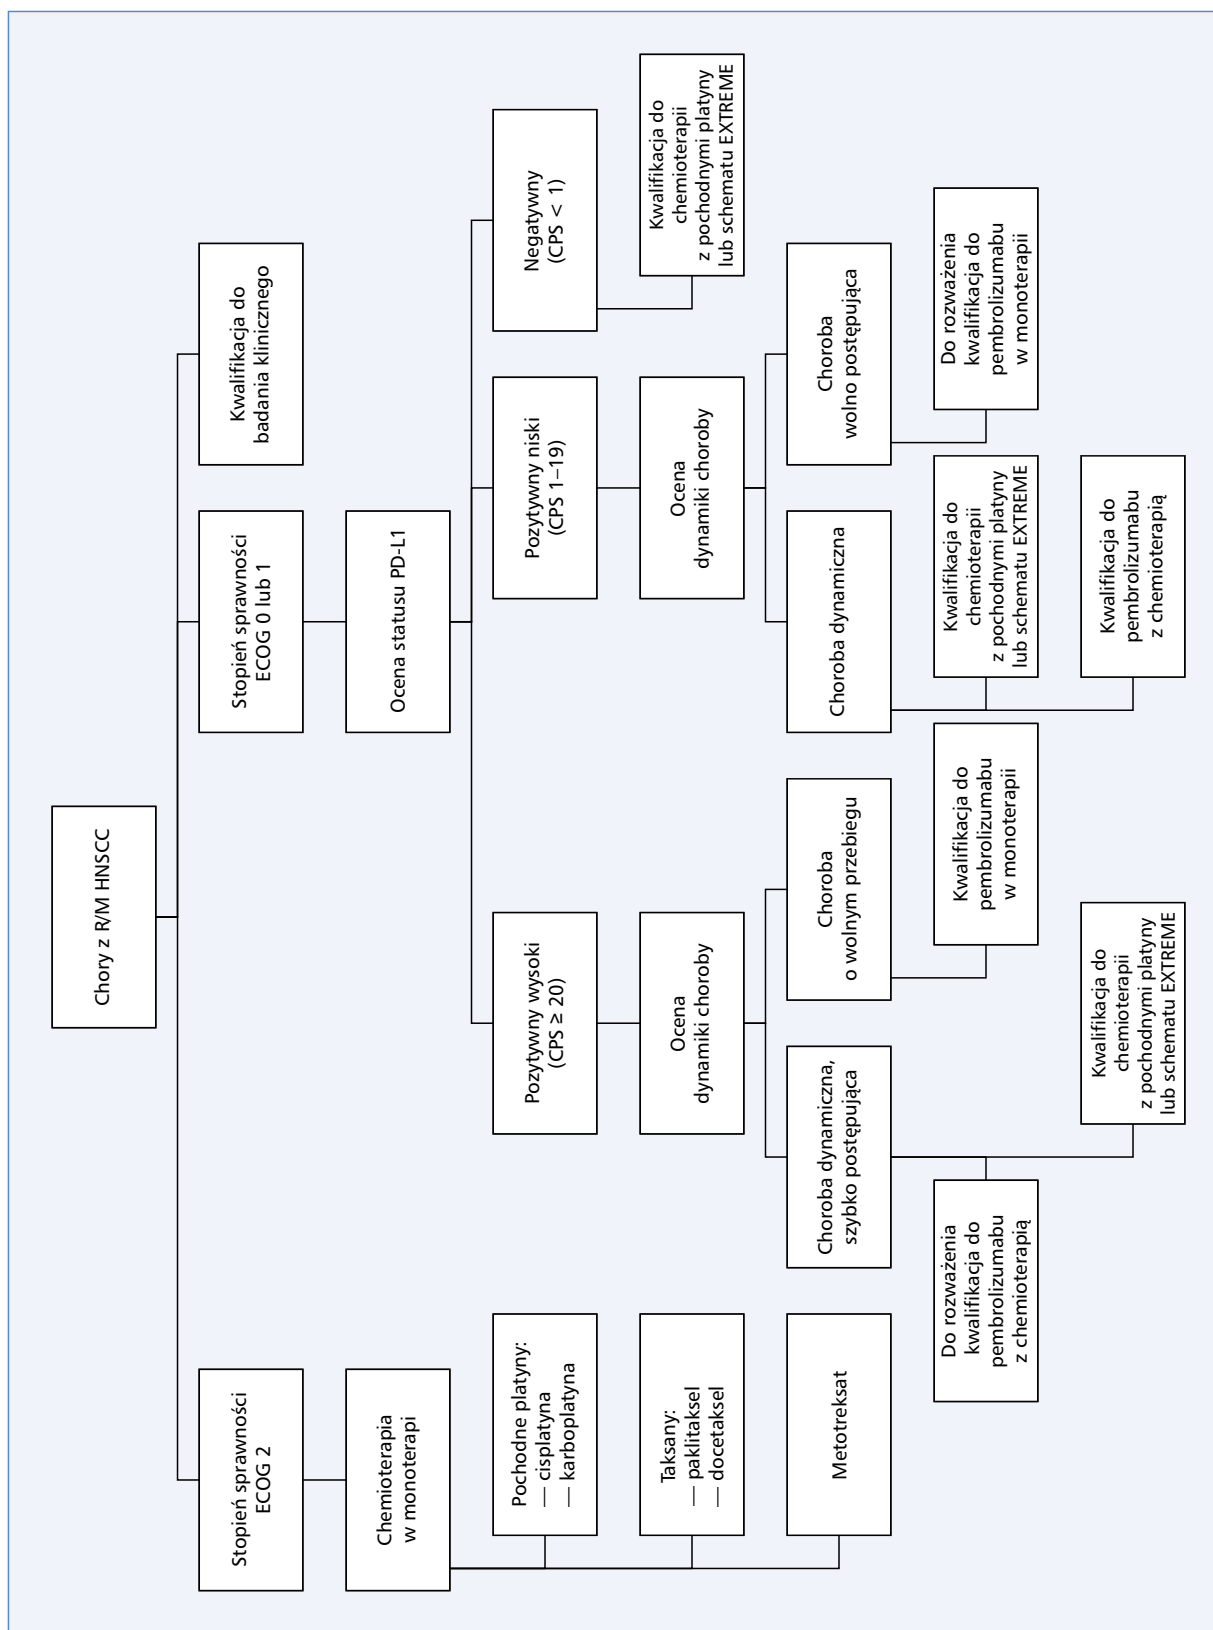 Chory z R/M HNSCC
Stopień sprawności
ECOG 2
Stopień sprawności
ECOG 0 lub 1
Kwalifikacja do
badania klinicznego
Chemioterapia
w monoterapi
Ocena statusu PD-L1
Pochodne platyny:
— cisplatyna
— karboplatyna
Taksany:
— paklitaksel
— docetaksel
Metotreksat
Pozytywny wysoki
(CPS ≥ 20)
Pozytywny niski
(CPS 1–19)
Negatywny
(CPS < 1)
Ocena
dynamiki choroby
Ocena
dynamiki choroby
Kwalifikacja do
chemioterapii
z pochodnymi platyny
lub schematu EXTREME
Choroba dynamiczna,
szybko postępująca
Choroba
o wolnym przebiegu
Choroba dynamiczna
Choroba
wolno postępująca
Do rozważenia
kwalifikacja do
pembrolizumabu
z chemioterapią
Kwalifikacja do
pembrolizumabu
w monoterapii
Kwalifikacja do
chemioterapii
z pochodnymi platyny
lub schematu EXTREME
Do rozważenia
kwalifikacja do
pembrolizumabu
w monoterapii
Kwalifikacja do
chemioterapii
z pochodnymi platyny
lub schematu EXTREME
Kwalifikacja do
pembrolizumabu
z chemioterapią